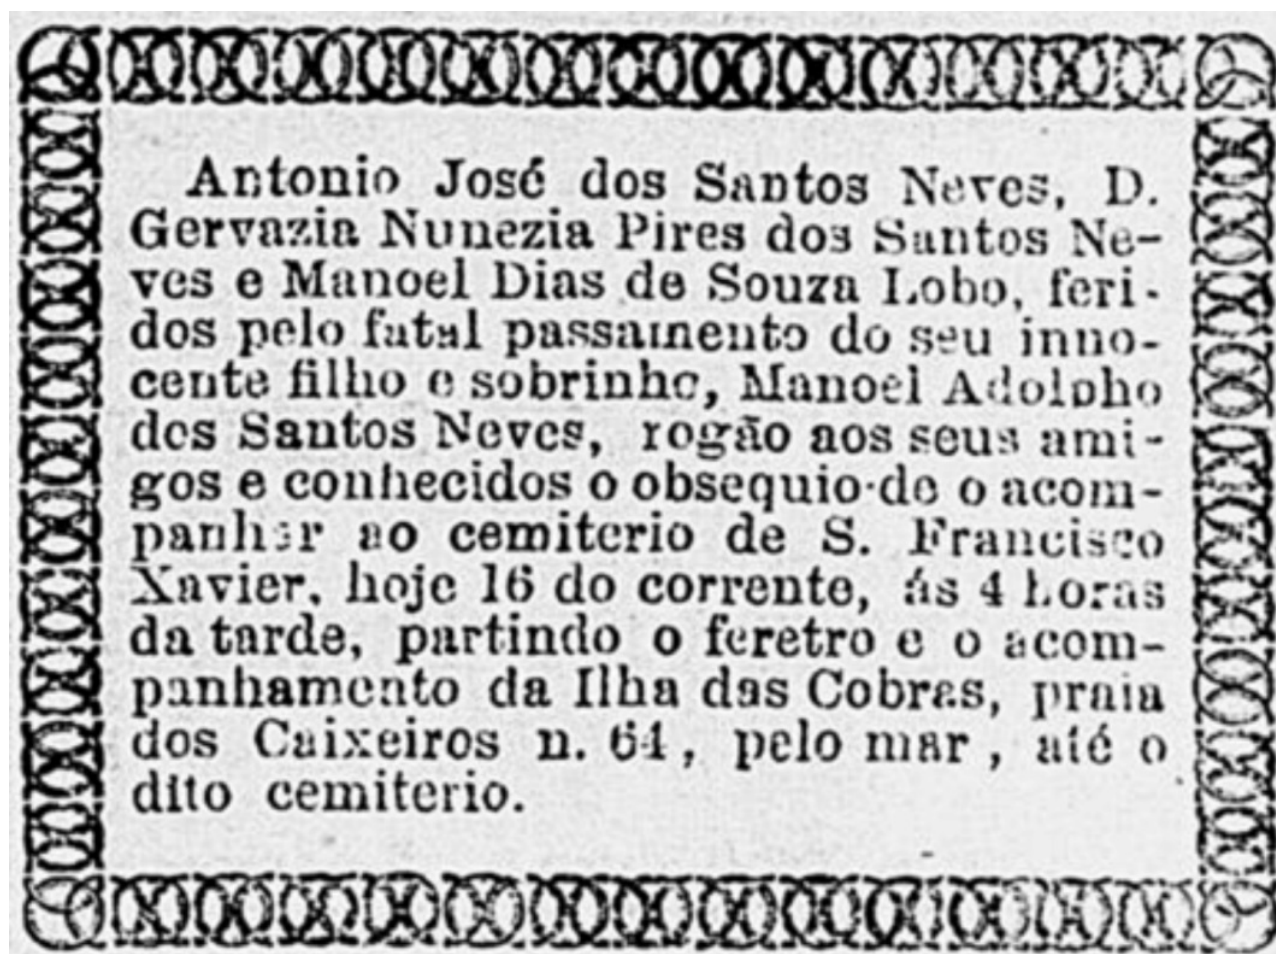 Antonio José dos Santos Neves, D.
Gervazia Nunezia Pires dos Santos Ne-
ves e Manoel Dias de Souza Lobo, feri-
dos pelo fatal passamento do seu inno-
cente filho e sobrinho, Manoel Adolpho
dos Santos Neves, rogão aos seus ami-
gos e conhecidos o obsequio de o acom-
panhar ao cemiterio de S. Francisco
Xavier, hoje 16 do corrente, ás 4 horas
da tarde, partindo o feretro e o acom-
panhamento da Ilha das Cobras, praia
dos Caixeiros n. 64, pelo mar, até o
dito cemiterio.